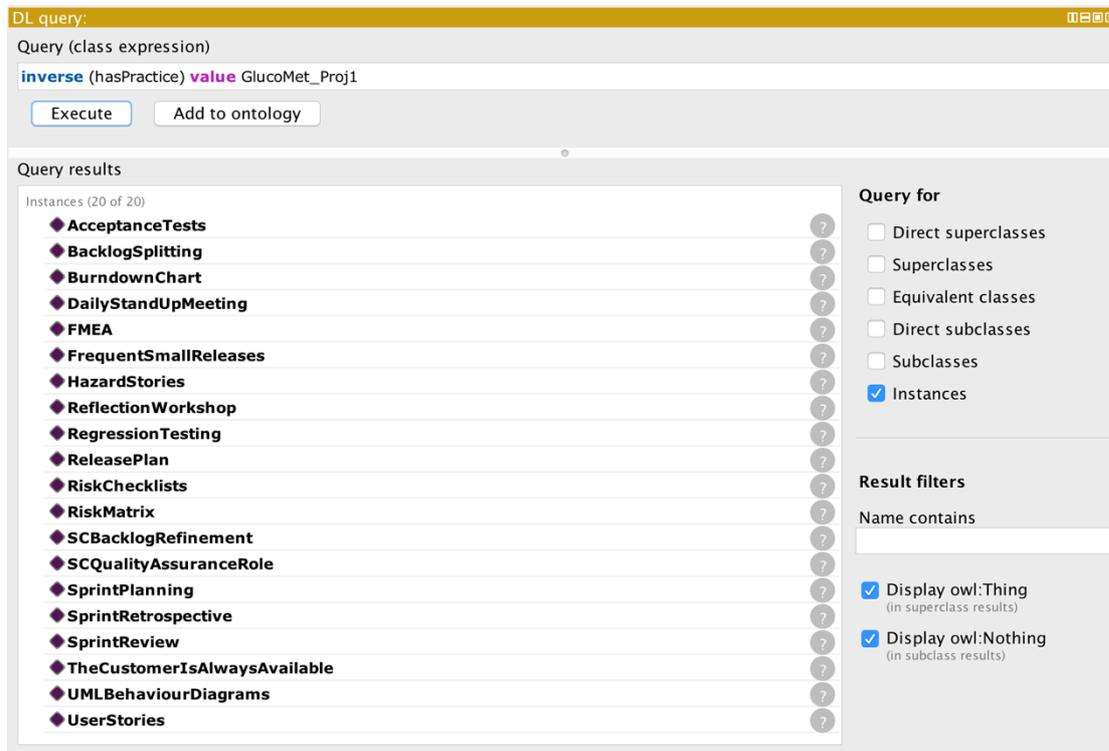 DL query:
Query (class expression)
inverse (hasPractice) value GlucoMet_Proj1
Execute
Add to ontology
Query results
Instances (20 of 20)
AcceptanceTests ?
BacklogSplitting ?
BurndownChart ?
DailyStandUpMeeting ?
FMEA ?
FrequentSmallReleases ?
HazardStories ?
ReflectionWorkshop ?
RegressionTesting ?
ReleasePlan ?
RiskChecklists ?
RiskMatrix ?
SCBacklogRefinement ?
SCQualityAssuranceRole ?
SprintPlanning ?
SprintRetrospective ?
SprintReview ?
TheCustomerIsAlwaysAvailable ?
UMLBehaviourDiagrams ?
UserStories ?
Query for
Direct superclasses
Superclasses
Equivalent classes
Direct subclasses
Subclasses
Instances
Result filters
Name contains
Display owl:Thing
(in superclass results)
Display owl:Nothing
(in subclass results)